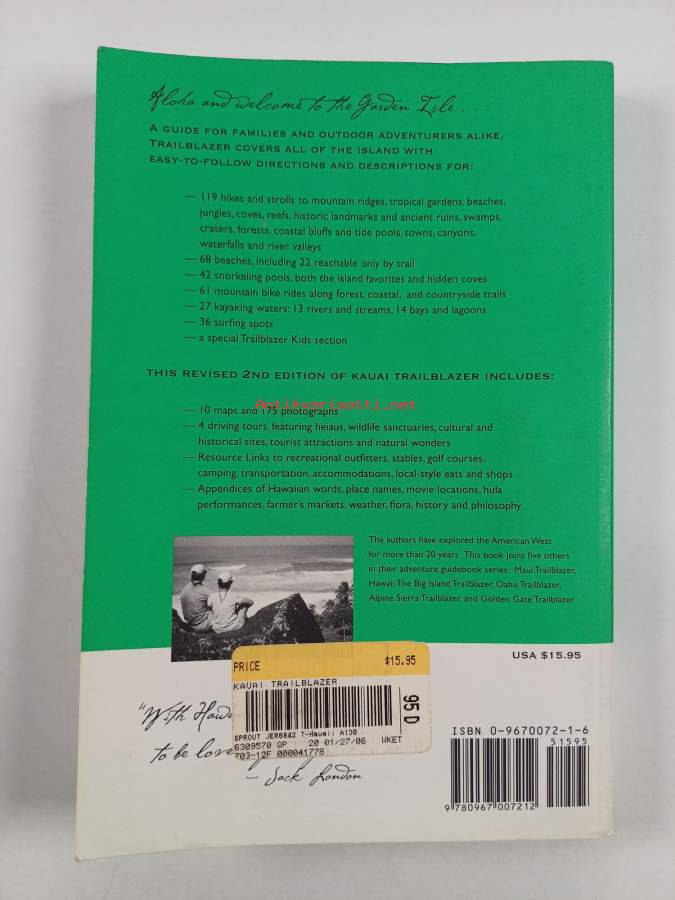 Aloha and welcome to the Garden Isle . . .
A GUIDE FOR FAMILIES AND OUTDOOR ADVENTURERS ALIKE,
TRAILBLAZER COVERS ALL OF THE ISLAND WITH
EASY-TO-FOLLOW DIRECTIONS AND DESCRIPTIONS FOR:
— 119 hikes and strolls to mountain ridges, tropical gardens, beaches,
jungles, coves, reefs, historic landmarks and ancient ruins, swamps,
craters, forests, coastal bluffs and tide pools, towns, canyons,
waterfalls and river valleys
— 68 beaches, including 22 reachable only by trail
— 42 snorkeling pools, both the island favorites and hidden coves
— 61 mountain bike rides along forest, coastal, and countryside trails
— 27 kayaking waters: 13 rivers and streams, 14 bays and lagoons
— 36 surfing spots
— a special Trailblazer Kids section
THIS REVISED 2ND EDITION OF KAUAI TRAILBLAZER INCLUDES:
— 10 maps and 175 photographs
Antikvariaatti.net
— 4 driving tours, featuring heiaus, wildlife sanctuaries, cultural and
historical sites, tourist attractions and natural wonders
— Resource Links to recreational outfitters, stables, golf courses,
camping, transportation, accommodations, local-style eats and shops
— Appendices of Hawaiian words, place names, movie locations, hula
performances, farmer's markets, weather, flora, history and philosophy
The authors have explored the American West
for more than 20 years. This book joins five others
in their adventure guidebook series: Maui Trailblazer,
Hawaii The Big Island Trailblazer, Oahu Trailblazer,
Alpine Sierra Trailblazer, and Golden Gate Trailblazer.
USA $15.95
PRICE $15.95
KAUAI TRAILBLAZER
95 D
SPROUT JER6842 T-Hawaii A100
6309570 QP 20 01/27/06 WKET
703-12F 000041778
"With Hawa
to be love
— Jack London
ISBN 0-9670072-1-6
51595
9 780967 007212